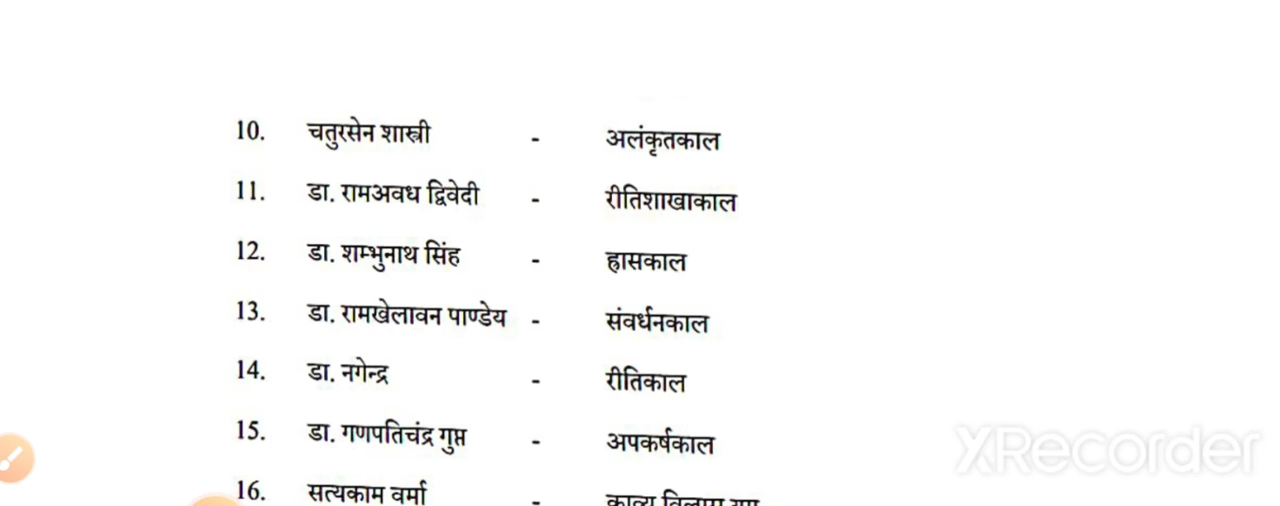 10. चतुरसेन शास्त्री - अलंकृतकाल
11. डा. रामअवध द्विवेदी - रीतिशाखाकाल
12. डा. शम्भुनाथ सिंह - ह्रासकाल
13. डा. रामखेलावन पाण्डेय - संवर्धनकाल
14. डा. नगेन्द्र - रीतिकाल
15. डा. गणपतिचंद्र गुप्त - अपकर्षकाल
XRecorder
16. सत्यकाम वर्मा -